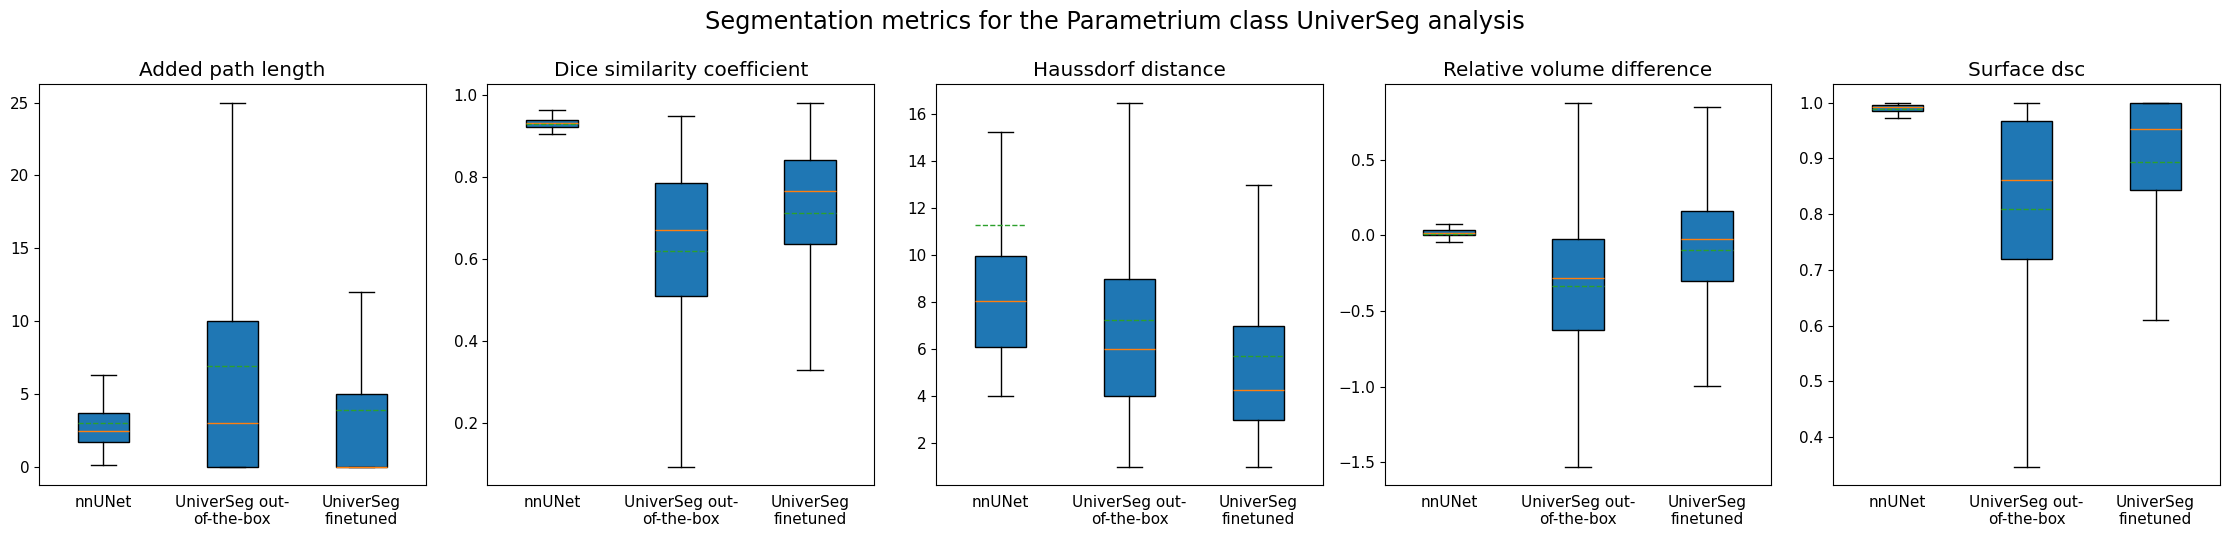 Segmentation metrics for the Parametrium class UniverSeg analysis
Added path length
25
20
15
10
5
0
nnUNet
UniverSeg out-
of-the-box
UniverSeg
finetuned
Dice similarity coefficient
1.0
0.8
0.6
0.4
0.2
nnUNet
UniverSeg out-
of-the-box
UniverSeg
finetuned
Haussdorf distance
16
14
12
10
8
6
4
2
nnUNet
UniverSeg out-
of-the-box
UniverSeg
finetuned
Relative volume difference
0.5
0.0
−0.5
−1.0
−1.5
nnUNet
UniverSeg out-
of-the-box
UniverSeg
finetuned
Surface dsc
1.0
0.9
0.8
0.7
0.6
0.5
0.4
nnUNet
UniverSeg out-
of-the-box
UniverSeg
finetuned